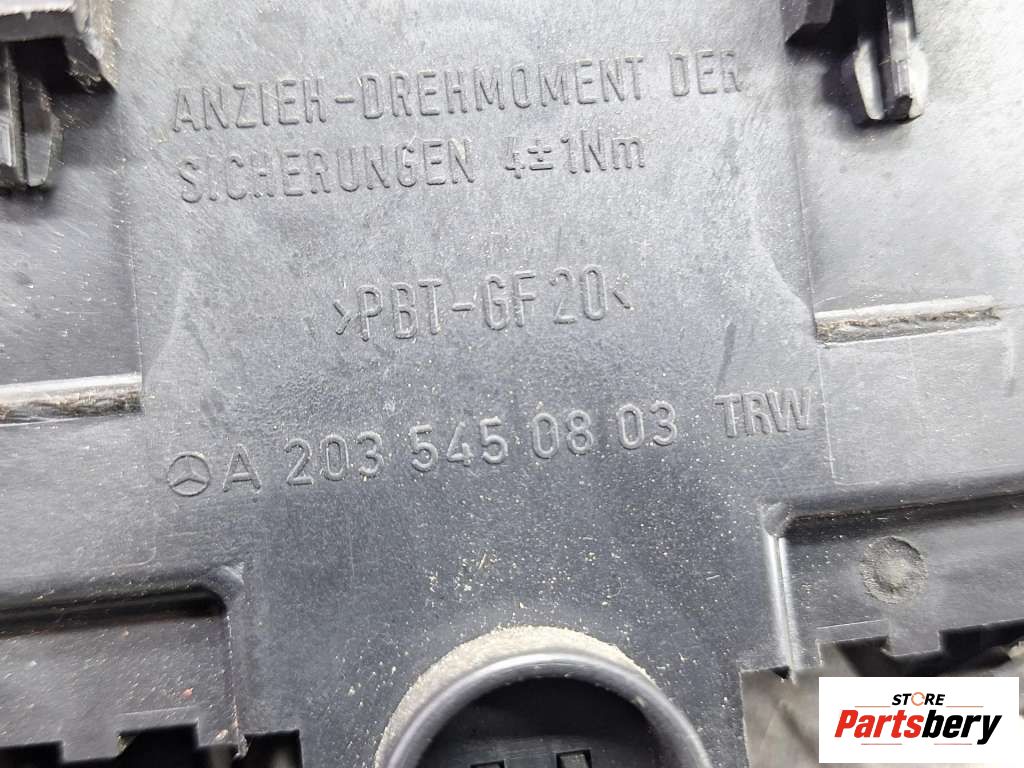 ANZIEH-DREHMOMENT DER
SICHERUNGEN 4±1Nm
>PBT-GF20<
A 203 545 08 03 TRW
STORE
Partsbery